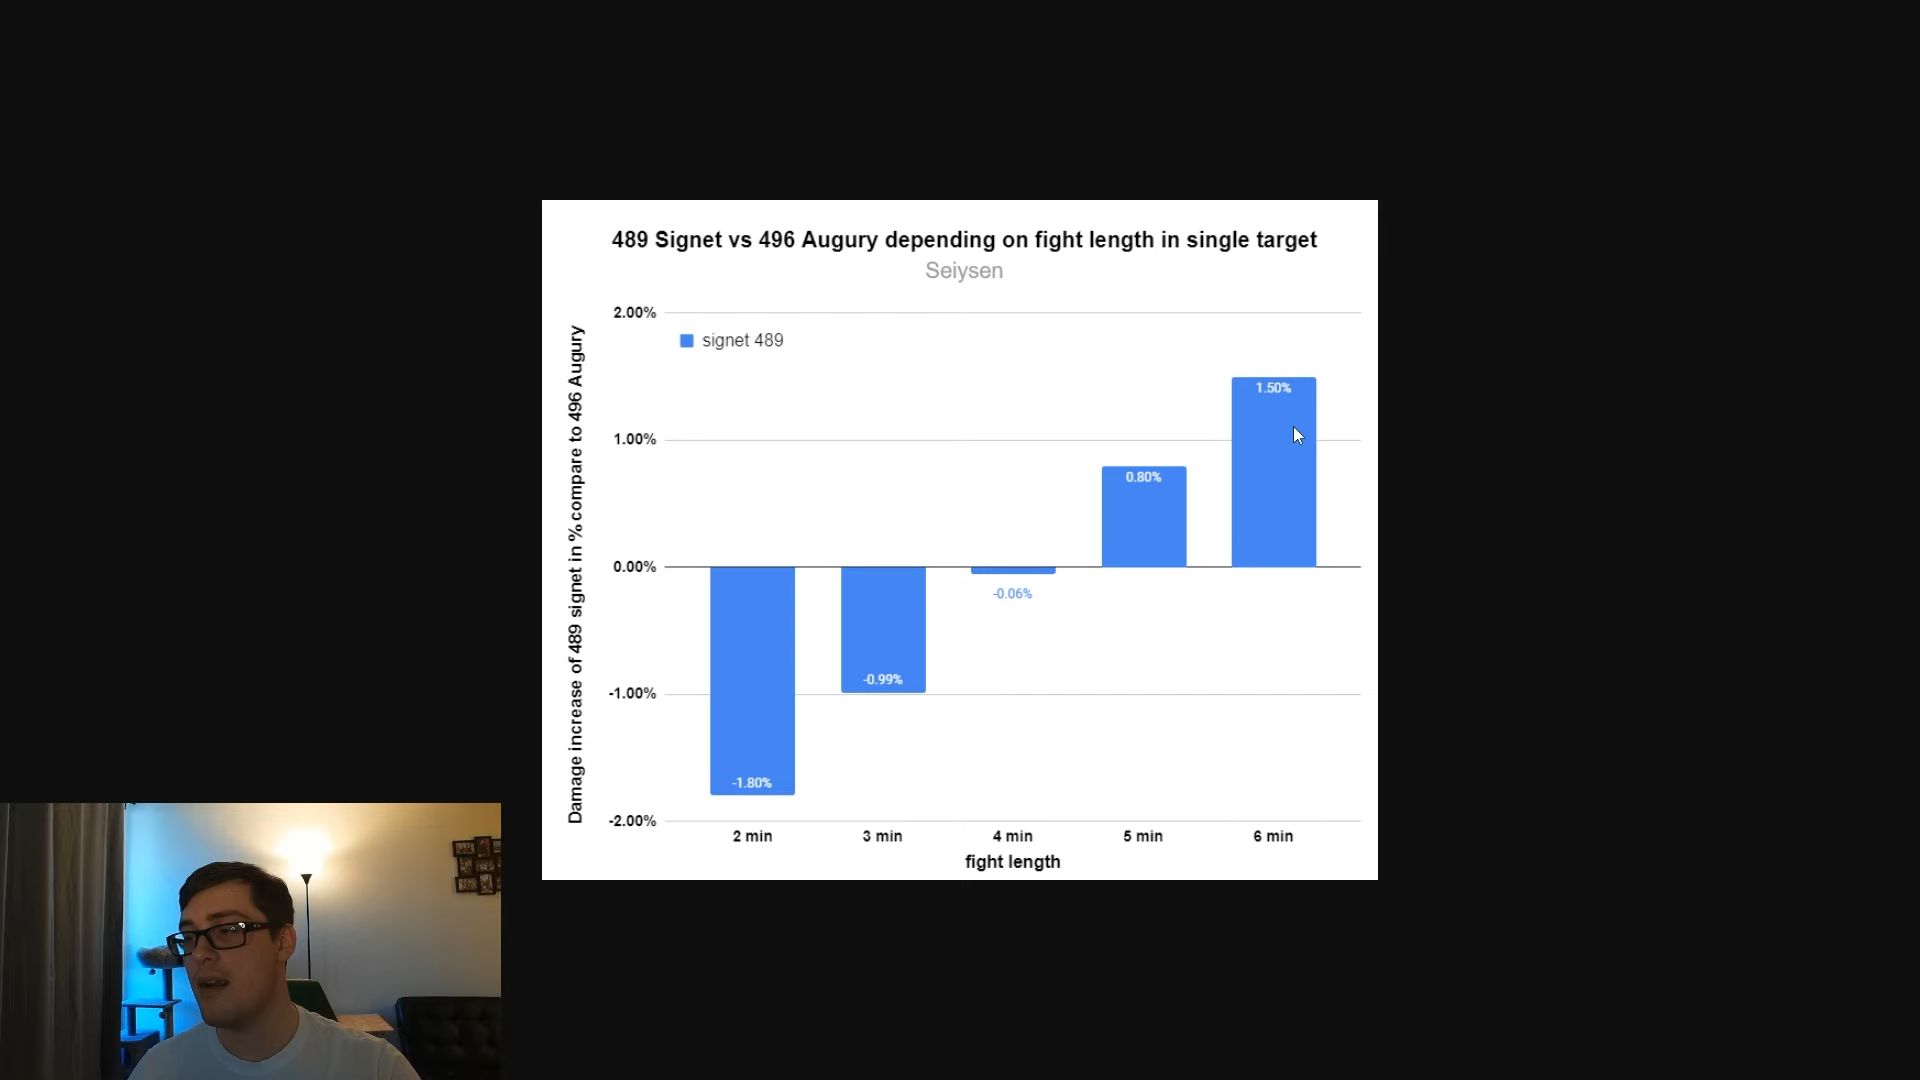 489 Signet vs 496 Augury depending on fight length in single target
Seiysen
Damage increase of 489 signet in % compare to 496 Augury
2.00%
signet 489
1.50%
1.00%
0.80%
0.00%
-0.06%
-0.99%
-1.00%
-1.80%
-2.00%
2 min
3 min
4 min
5 min
6 min
fight length